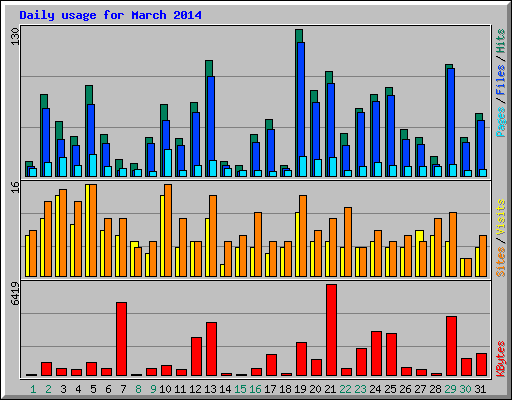 Daily usage for March 2014
130
Pages / Files / Hits
16
Sites / Visits
6419
KBytes
1 2 3 4 5 6 7 8 9 10 11 12 13 14 15 16 17 18 19 20 21 22 23 24 25 26 27 28 29 30 31